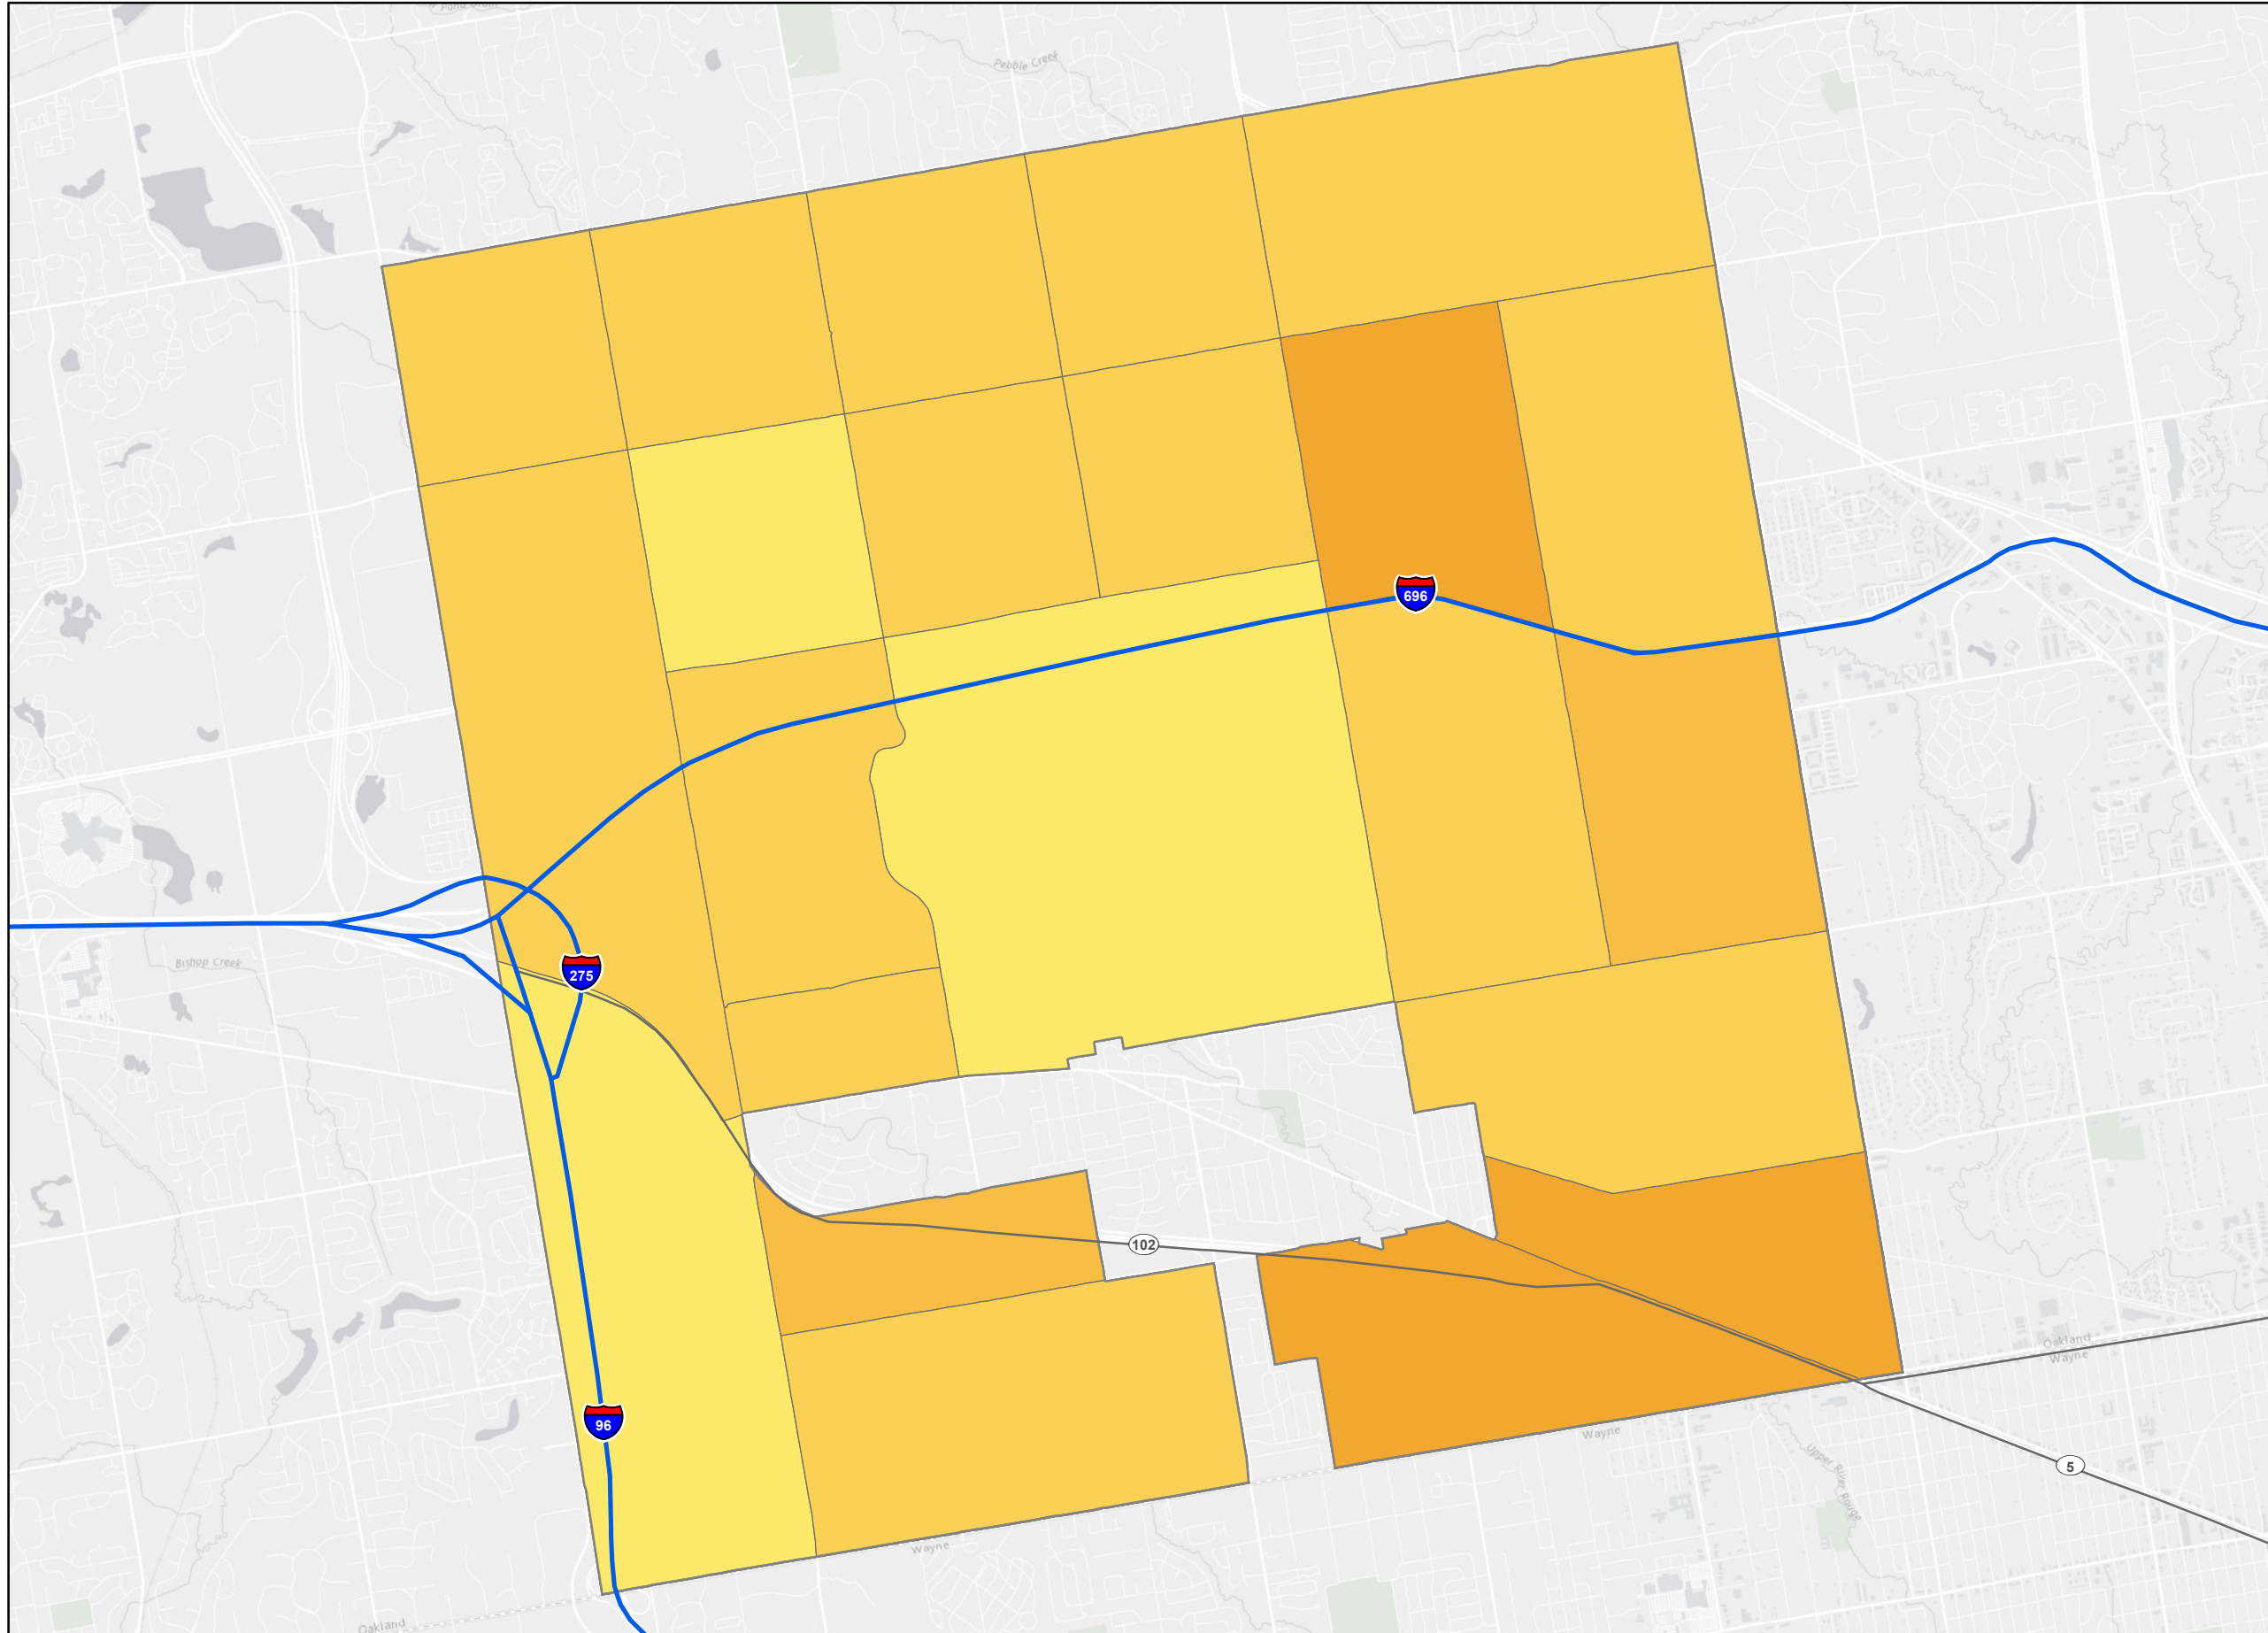 Pebble Creek
696
Bishop Creek
275
102
Oakland
Wayne
96
Wayne
5
Upper River Rouge
Wayne
Oakland